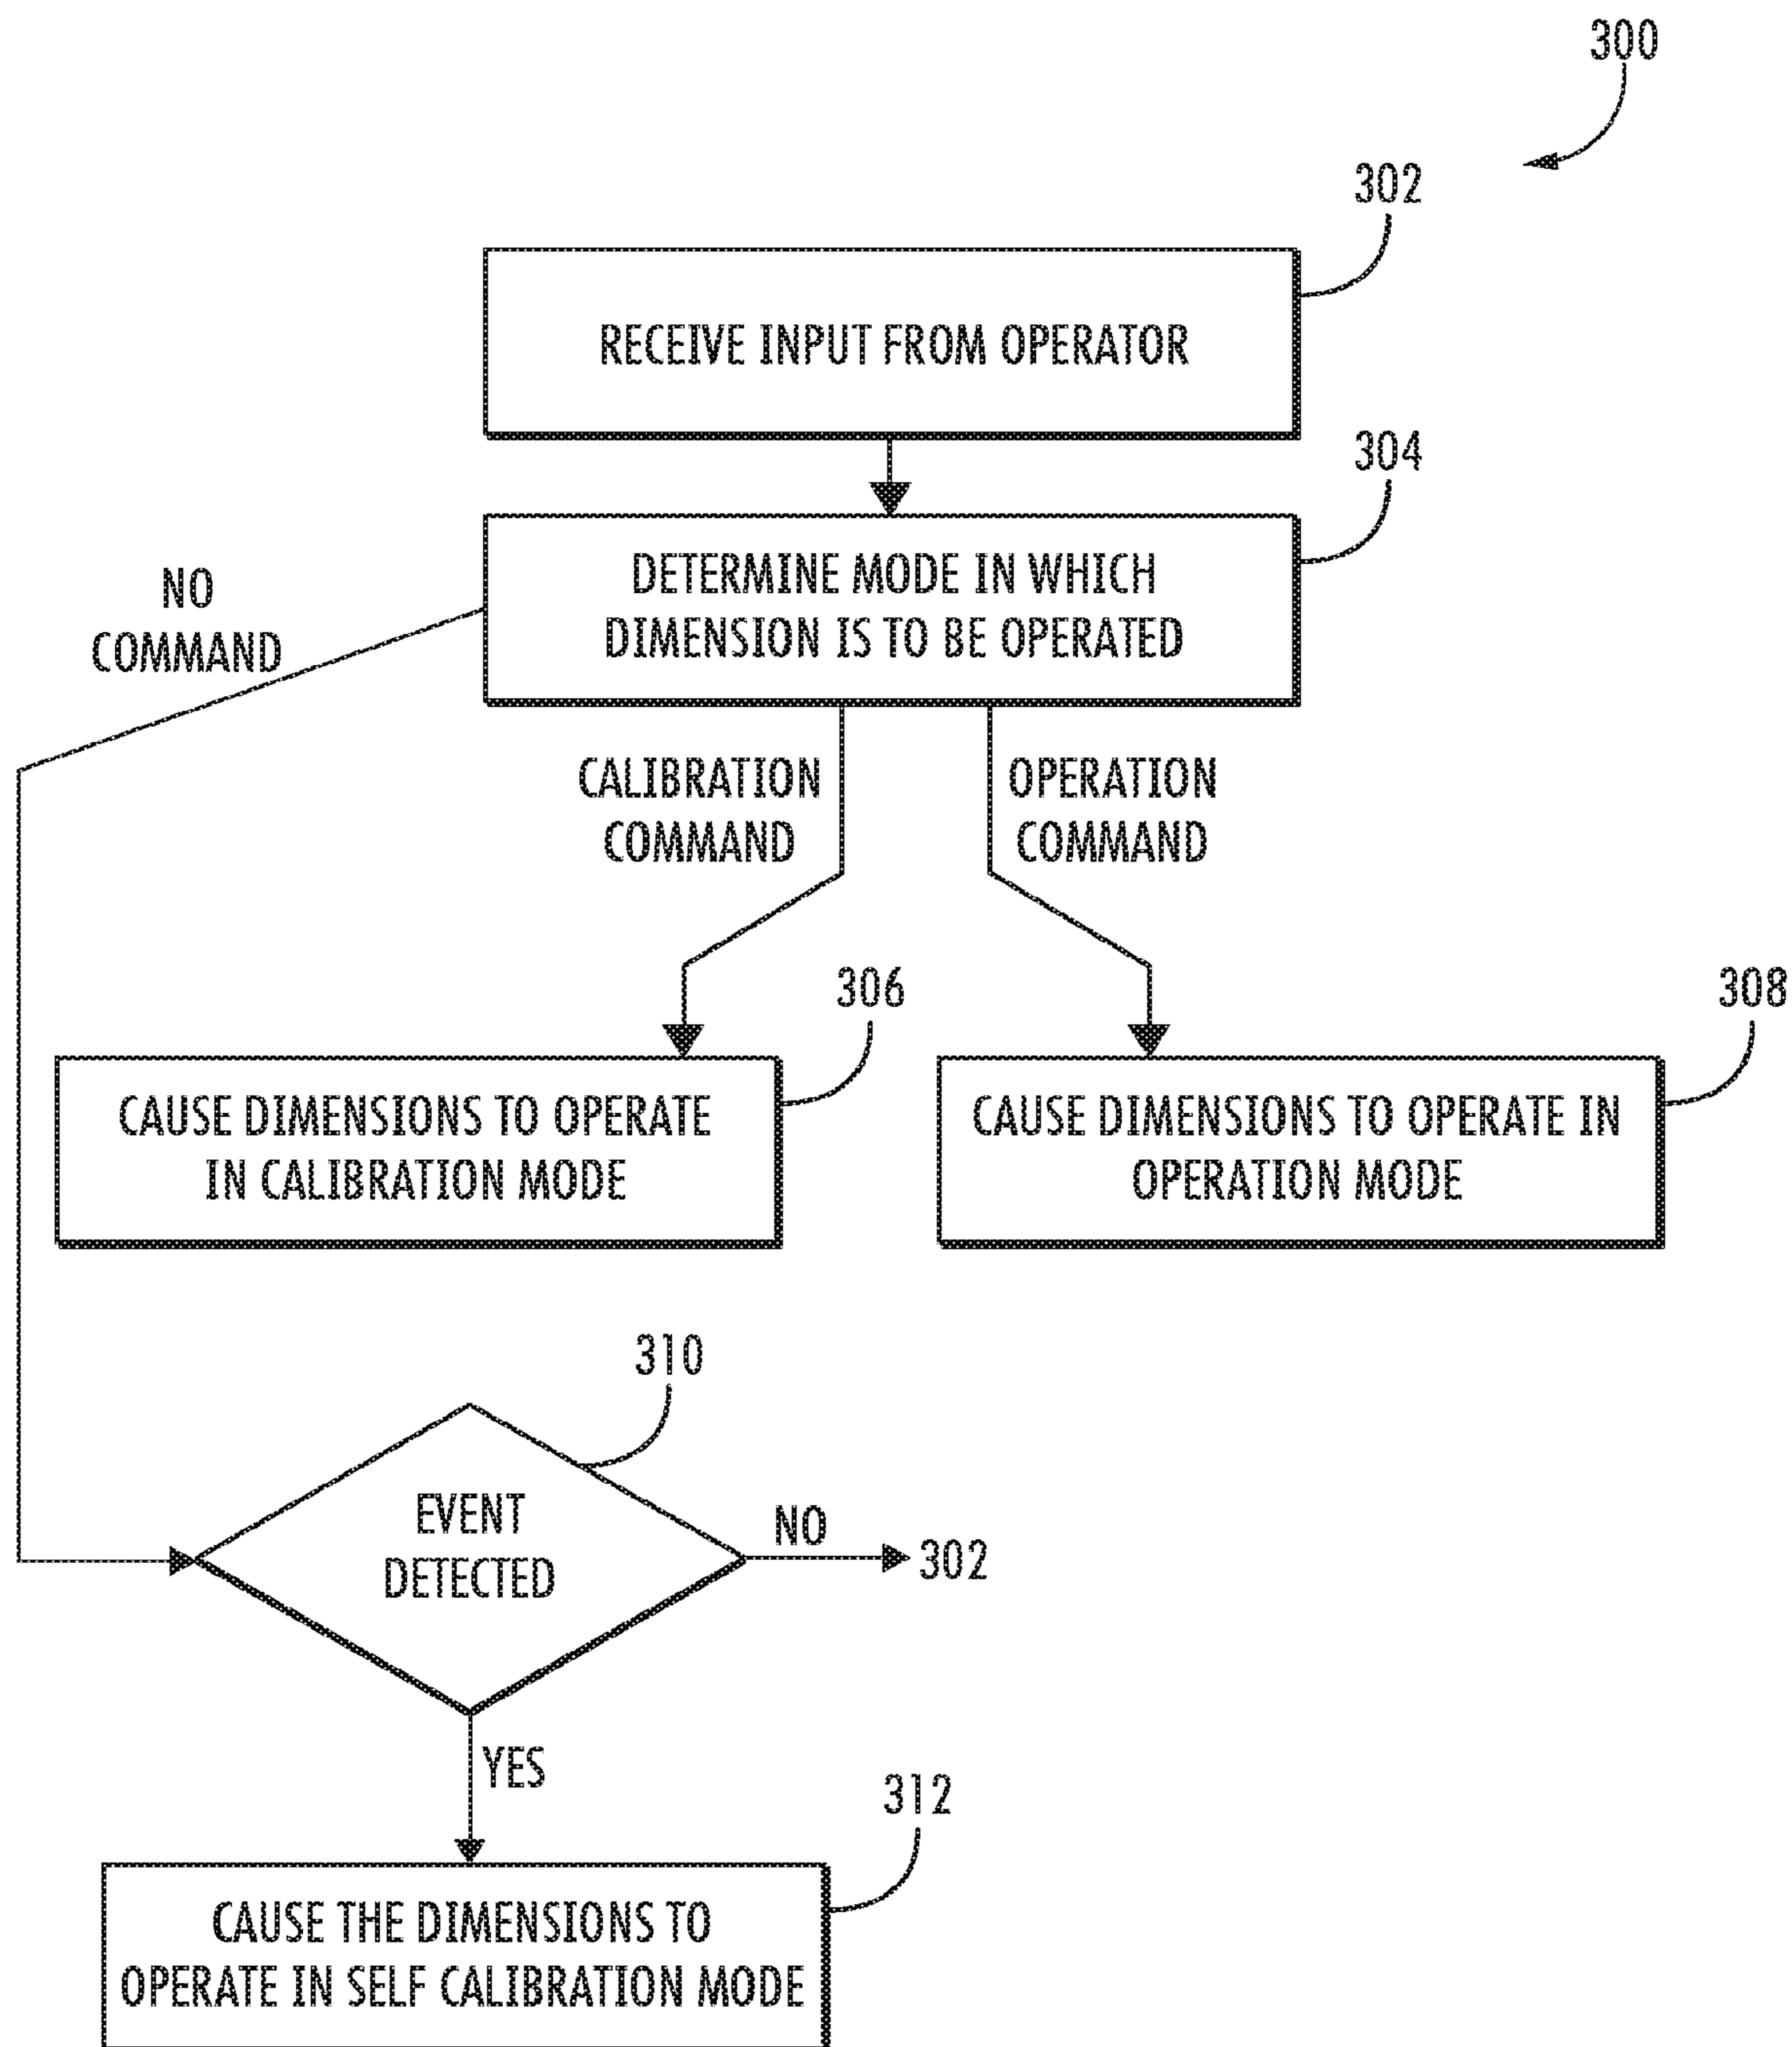 300
302
RECEIVE INPUT FROM OPERATOR
304
DETERMINE MODE IN WHICH
DIMENSION IS TO BE OPERATED
NO
COMMAND
CALIBRATION
COMMAND
OPERATION
COMMAND
306
308
CAUSE DIMENSIONS TO OPERATE
IN CALIBRATION MODE
CAUSE DIMENSIONS TO OPERATE IN
OPERATION MODE
310
EVENT
DETECTED
NO
302
YES
312
CAUSE THE DIMENSIONS TO
OPERATE IN SELF CALIBRATION MODE